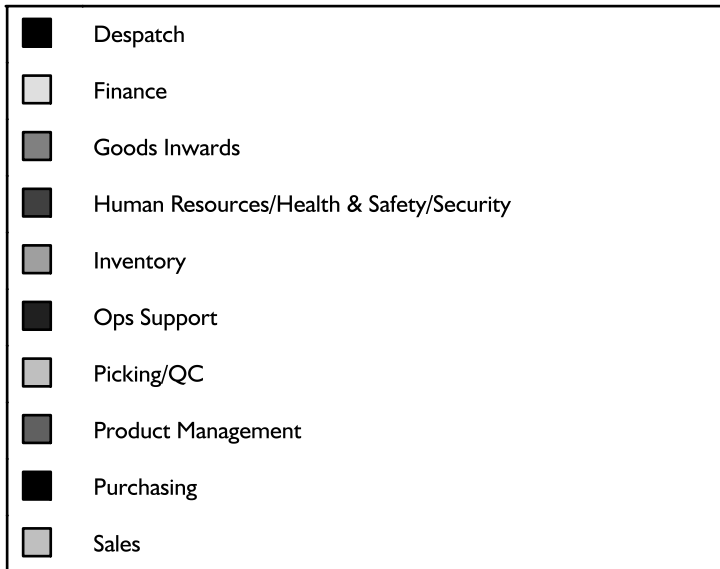 Despatch
Finance
Goods Inwards
Human Resources/Health & Safety/Security
Inventory
Ops Support
Picking/QC
Product Management
Purchasing
Sales